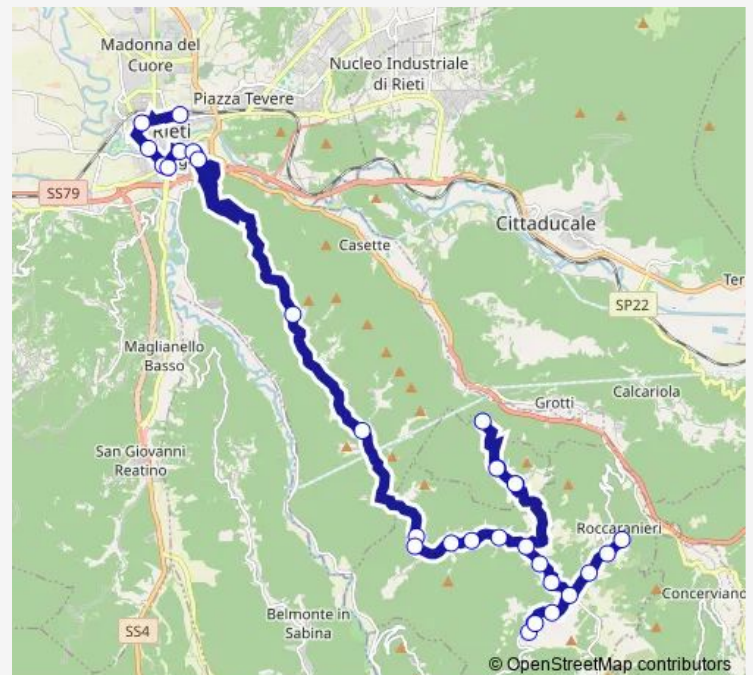 Madonna del
Cuore
Nucleo Industriale
di Rieti
Piazza Tevere
Rieti
SS79
Cittaducale
Casette
Ter
SP22
Maglianello
Basso
Calcariola
Grotti
San Giovanni
Reatino
Roccaranieri
Concerviano
Belmonte in
Sabina
SS4
© OpenStreetMap contributors